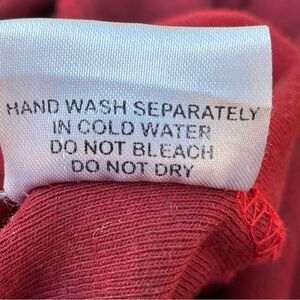 HAND WASH SEPARATELY
IN COLD WATER
DO NOT BLEACH
DO NOT DRY